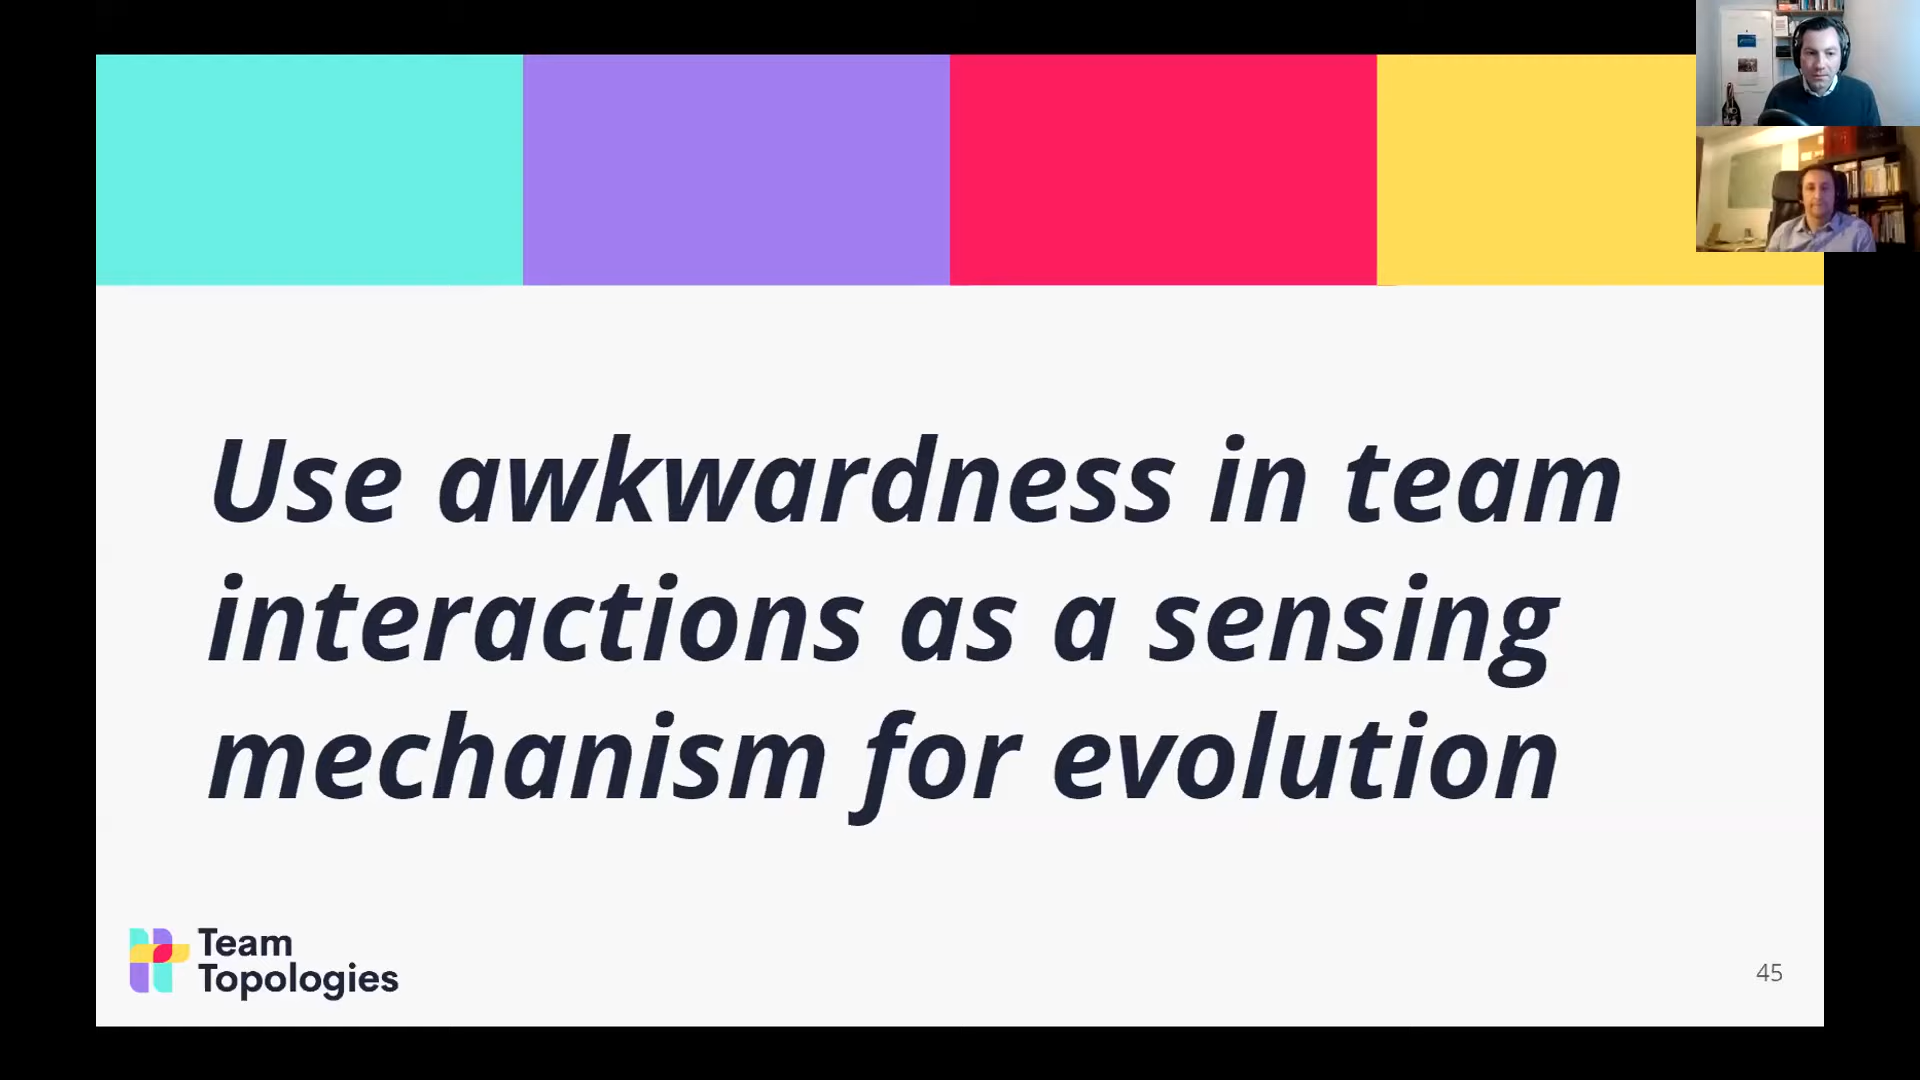 Use awkwardness in team
interactions as a sensing
mechanism for evolution
Team
Topologies
45